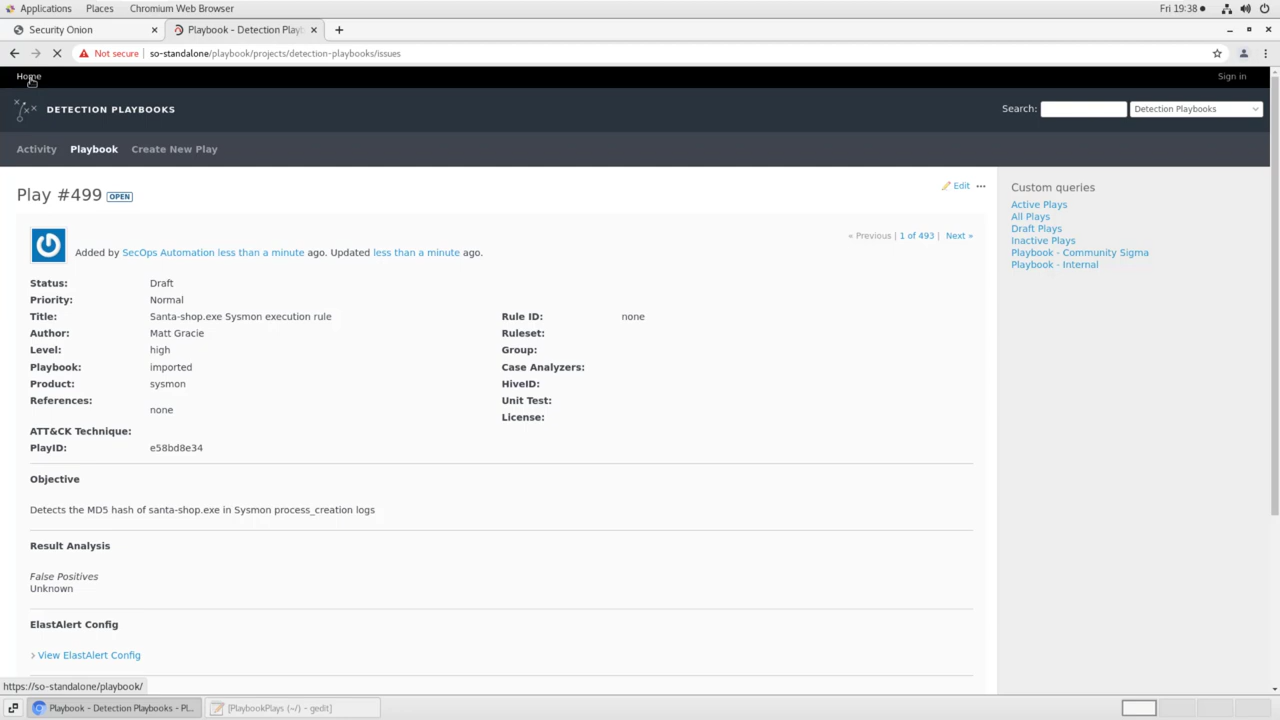 Applications Places Chromium Web Browser Fri 19:38
Security Onion × Playbook - Detection Playb × +
Not secure so-standalone/playbook/projects/detection-playbooks/issues
Home Sign in
DETECTION PLAYBOOKS Search: Detection Playbooks
Activity Playbook Create New Play
Play #499 OPEN Edit ...
Custom queries
Active Plays
All Plays
Draft Plays
Inactive Plays
Playbook - Community Sigma
Playbook - Internal
« Previous | 1 of 493 | Next »
Added by SecOps Automation less than a minute ago. Updated less than a minute ago.
Status: Draft
Priority: Normal
Title: Santa-shop.exe Sysmon execution rule Rule ID: none
Author: Matt Gracie Ruleset:
Level: high Group:
Playbook: imported Case Analyzers:
Product: sysmon HiveID:
References: Unit Test:
none
License:
ATT&CK Technique:
PlayID: e58bd8e34
Objective
Detects the MD5 hash of santa-shop.exe in Sysmon process_creation logs
Result Analysis
False Positives
Unknown
ElastAlert Config
> View ElastAlert Config
https://so-standalone/playbook/
Playbook - Detection Playbooks - Pl... [PlaybookPlays (~/) - gedit]